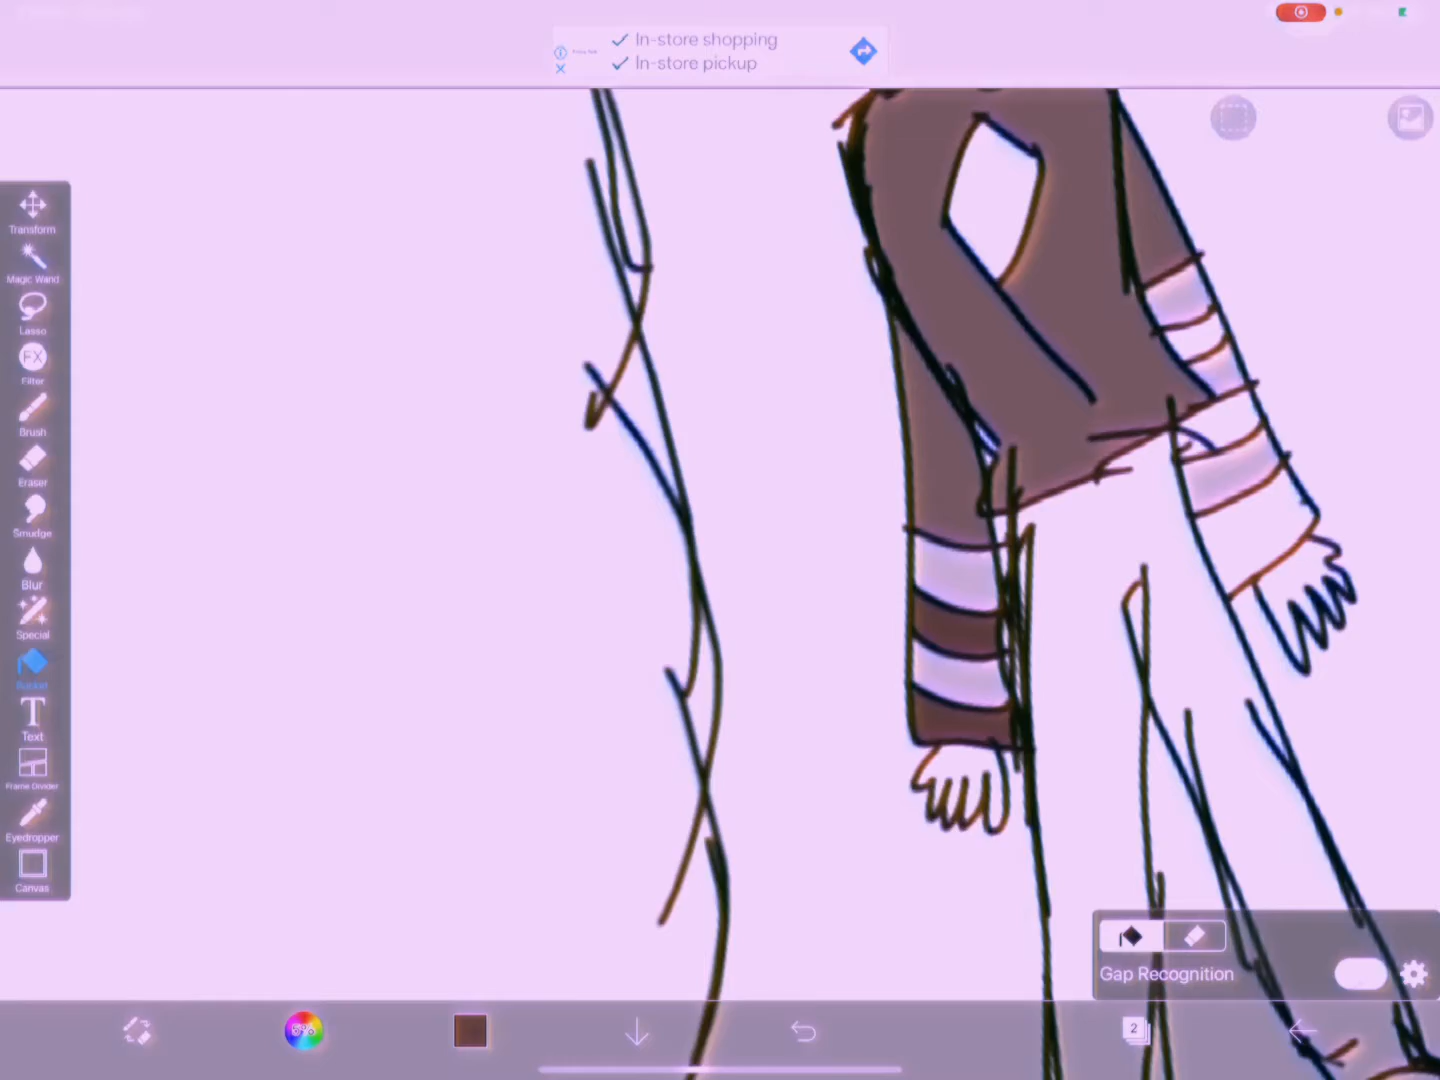 In-store shopping
In-store pickup
Transform
Magic Wand
Lasso
FX
Filter
Brush
Eraser
Smudge
Blur
Special
Bucket
T
Text
Frame Divider
Eyedropper
Canvas
Gap Recognition
2